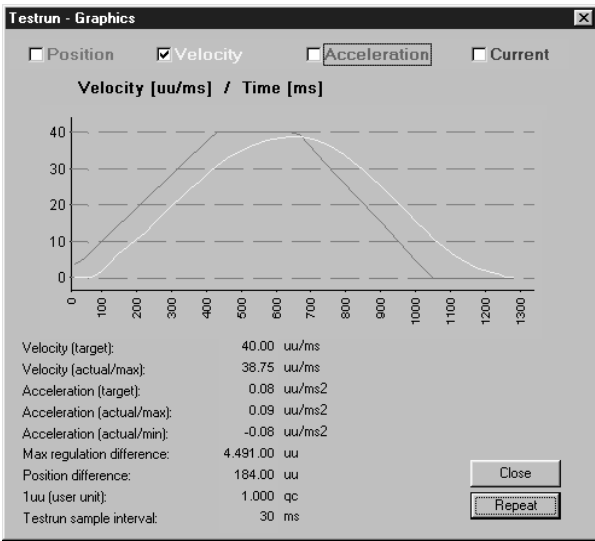 Testrun - Graphics
Position Velocity Acceleration Current
Velocity [uu/ms] / Time [ms]
40
30
20
10
0
0 100 200 300 400 500 600 700 800 900 1000 1100 1200 1300
Velocity (target): 40.00 uu/ms
Velocity (actual/max): 38.75 uu/ms
Acceleration (target): 0.08 uu/ms2
Acceleration (actual/max): 0.09 uu/ms2
Acceleration (actual/min): -0.08 uu/ms2
Max regulation difference: 4.491.00 uu
Position difference: 184.00 uu
1uu (user unit): 1.000 qc
Testrun sample interval: 30 ms
Close
Repeat